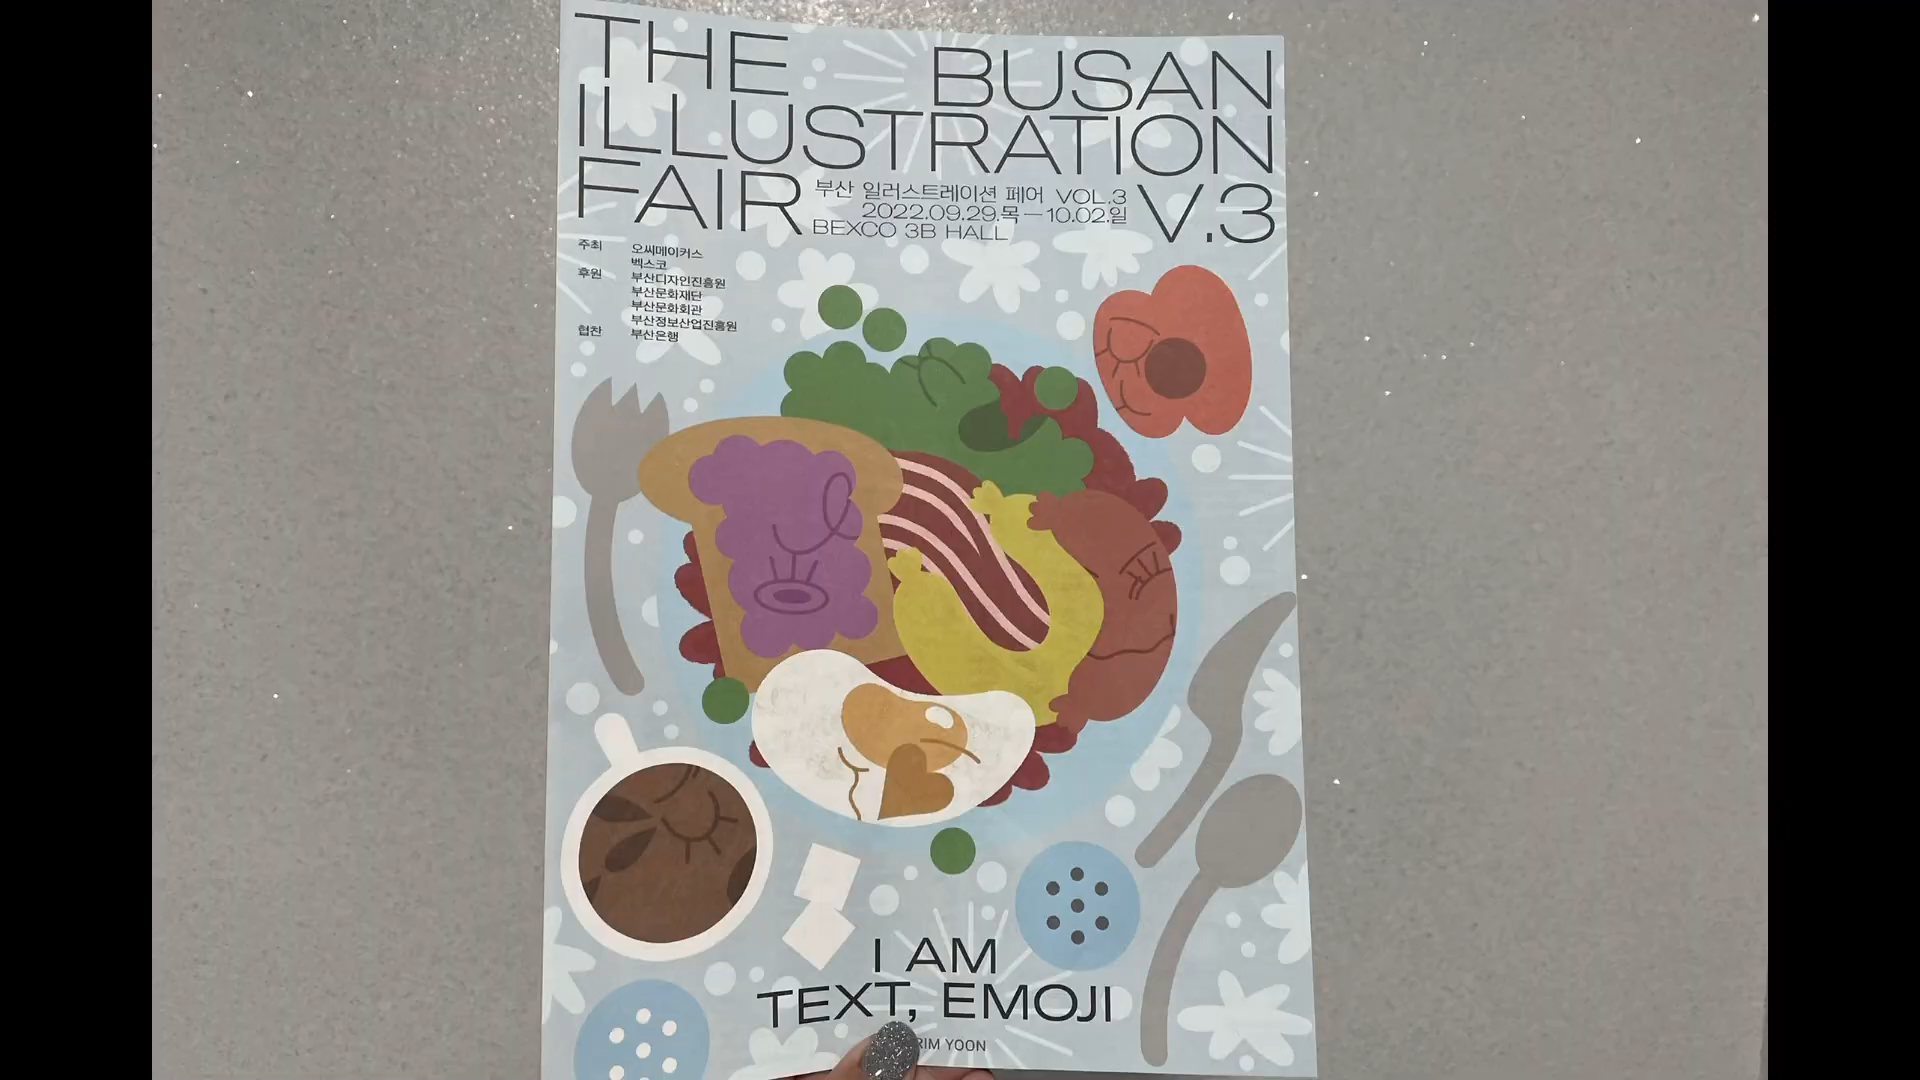 THE BUSAN
ILLUSTRATION
FAIR V.3
부산 일러스트레이션 페어 VOL.3
2022.09.29.목—10.02.일
BEXCO 3B HALL
주최 오씨메이커스
벡스코
후원 부산디자인진흥원
부산문화재단
부산문화회관
부산정보산업진흥원
협찬 부산은행
I AM
TEXT, EMOJI
YOON